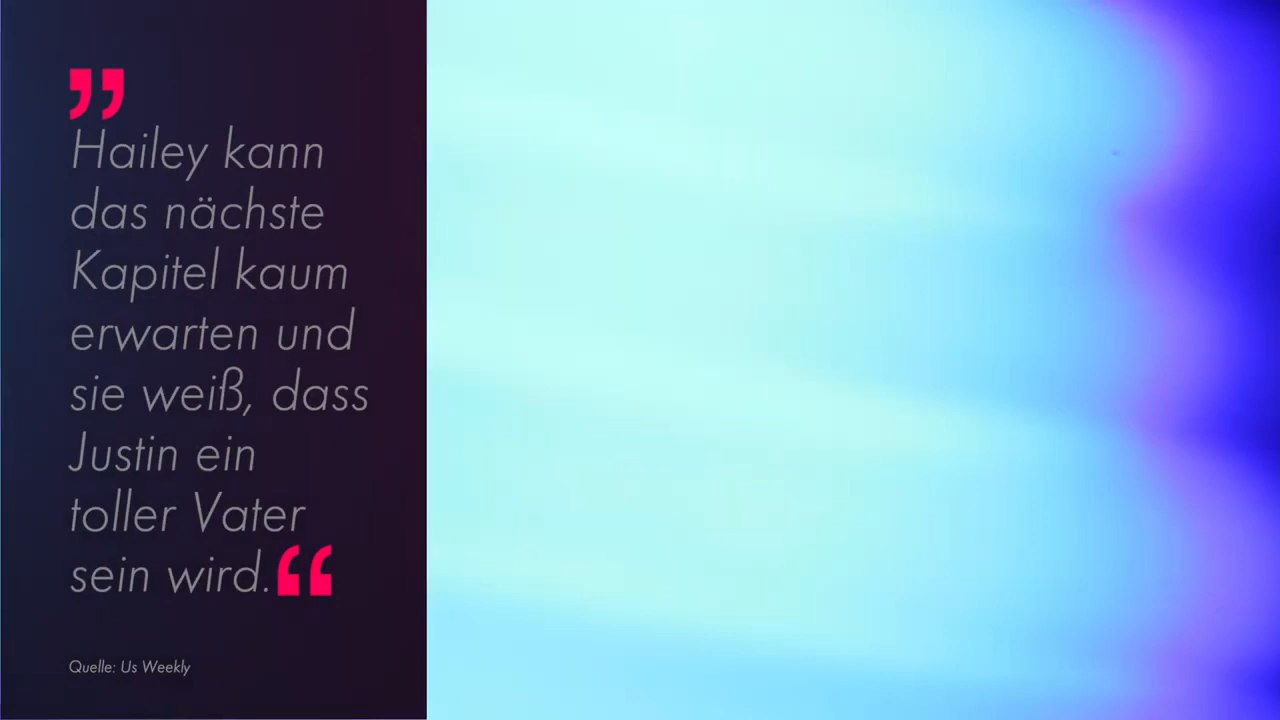 ”
Hailey kann
das nächste
Kapitel kaum
erwarten und
sie weiß, dass
Justin ein
toller Vater
sein wird.“
Quelle: Us Weekly